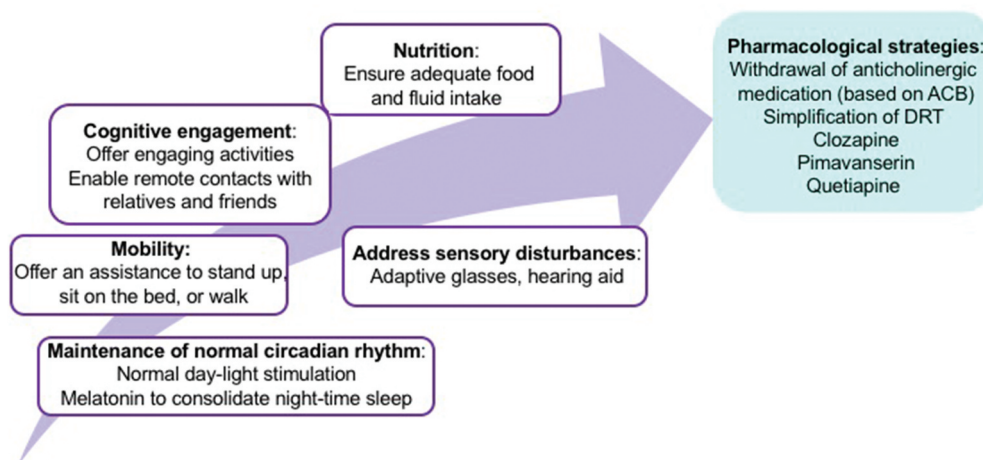 Nutrition:
Ensure adequate food
and fluid intake
Pharmacological strategies:
Withdrawal of anticholinergic
medication (based on ACB)
Simplification of DRT
Clozapine
Pimavanserin
Quetiapine
Cognitive engagement:
Offer engaging activities
Enable remote contacts with
relatives and friends
Mobility:
Offer an assistance to stand up,
sit on the bed, or walk
Address sensory disturbances:
Adaptive glasses, hearing aid
Maintenance of normal circadian rhythm:
Normal day-light stimulation
Melatonin to consolidate night-time sleep